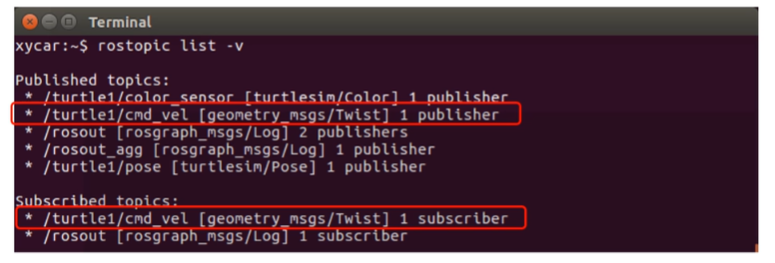 Terminal
xycar:~$ rostopic list -v
Published topics:
* /turtle1/color_sensor [turtlesim/Color] 1 publisher
* /turtle1/cmd_vel [geometry_msgs/Twist] 1 publisher
* /rosout [rosgraph_msgs/Log] 2 publishers
* /rosout_agg [rosgraph_msgs/Log] 1 publisher
* /turtle1/pose [turtlesim/Pose] 1 publisher
Subscribed topics:
* /turtle1/cmd_vel [geometry_msgs/Twist] 1 subscriber
* /rosout [rosgraph_msgs/Log] 1 subscriber